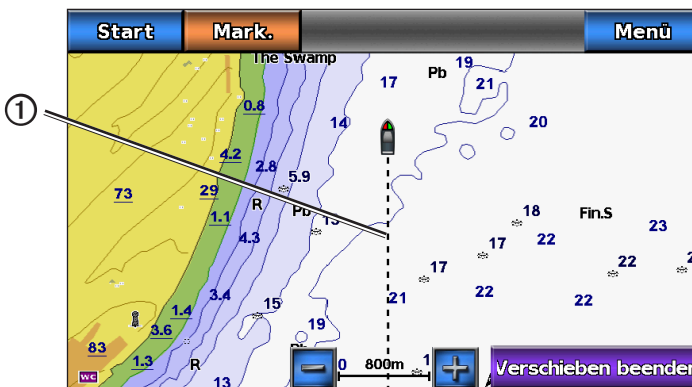 Start Mark. Menü
The Swamp
19
17 Pb 21
0.8
14 20
4.2 2.8 5.9
73 29
R Pb
1.1
18 Fin.S
4.3 17 22 23
17 22
3.4 21 22 22
15
1.4 19
3.6
83
1.3 R
WC 13
0 800m
Verschieben beenden
1